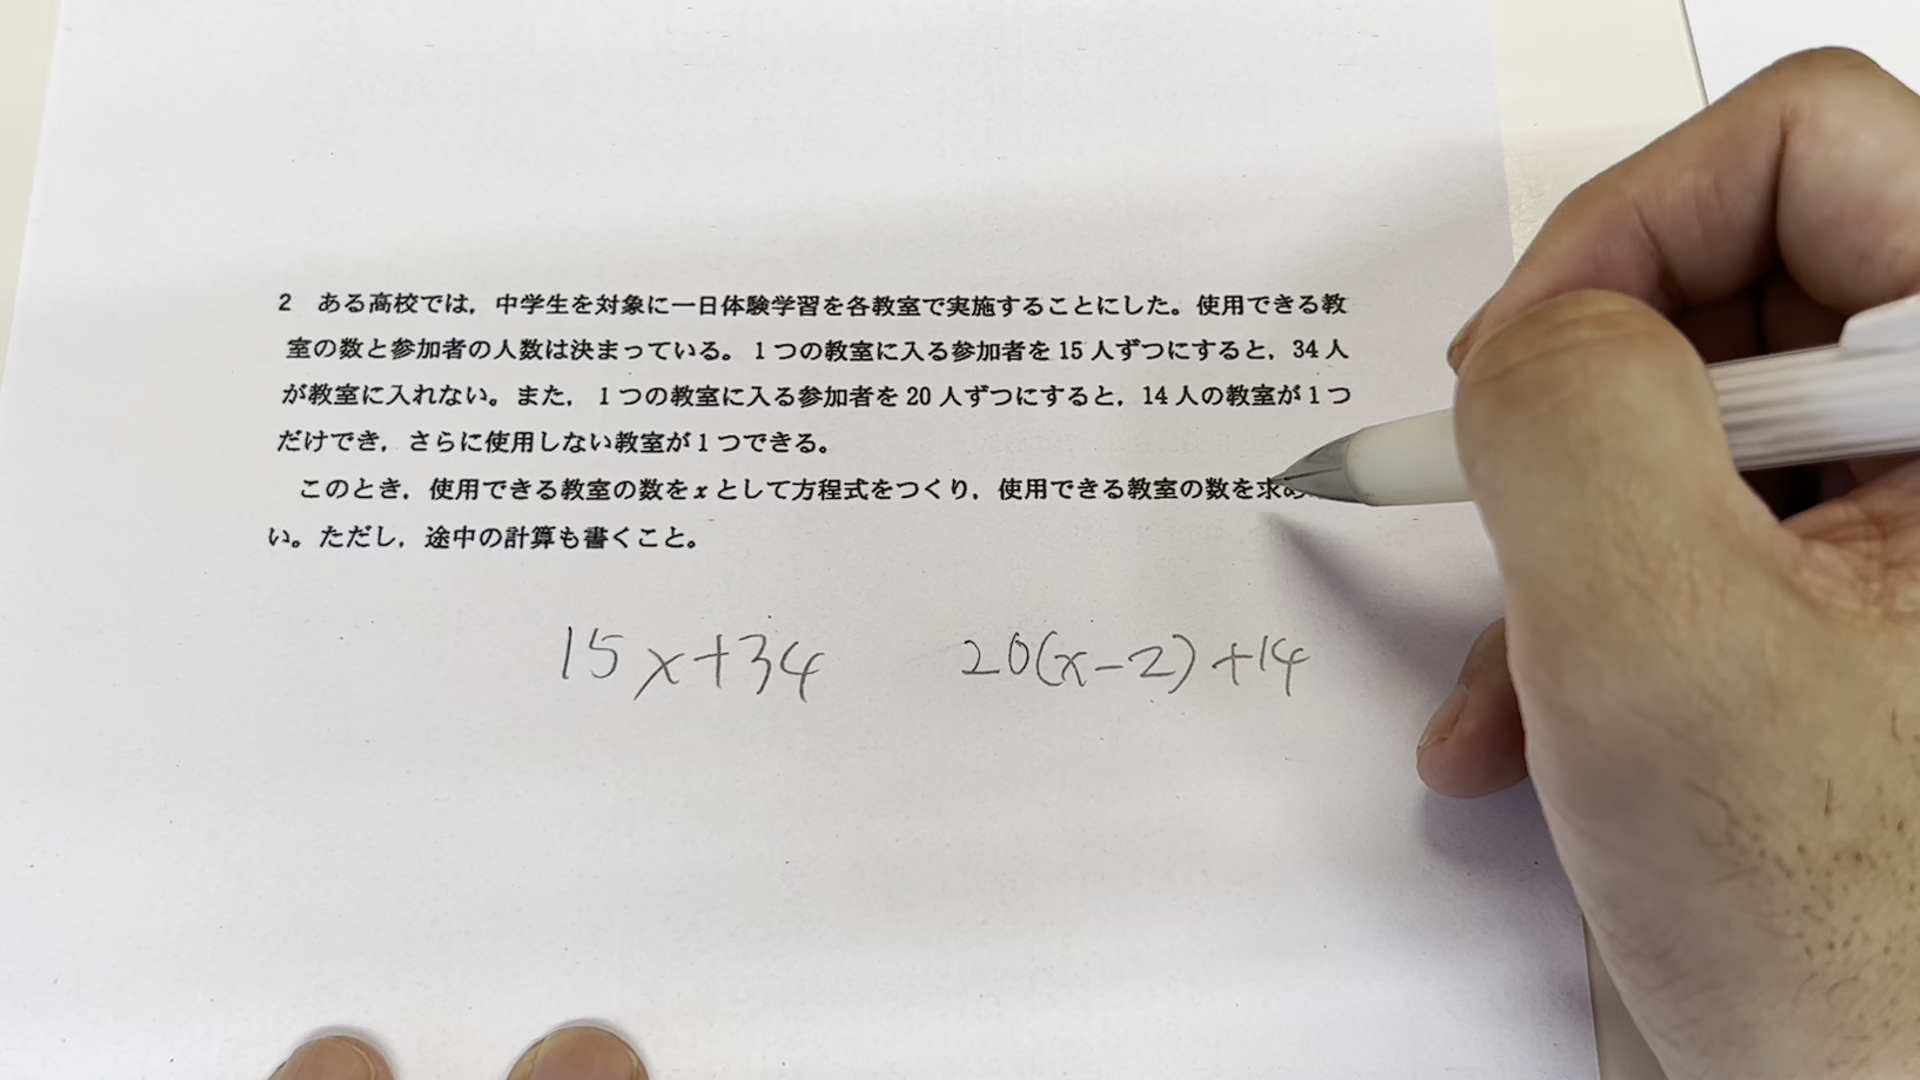 2 ある高校では，中学生を対象に一日体験学習を各教室で実施することにした。使用できる教
室の数と参加者の人数は決まっている。1つの教室に入る参加者を15人ずつにすると，34人
が教室に入れない。また，1つの教室に入る参加者を20人ずつにすると，14人の教室が1つ
だけでき，さらに使用しない教室が1つできる。
このとき，使用できる教室の数をxとして方程式をつくり，使用できる教室の数を求め
い。ただし，途中の計算も書くこと。
15x+34 20(x-2)+14